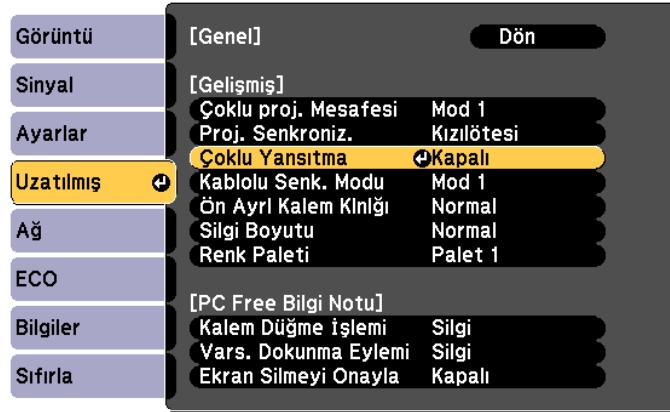 Görüntü
Sinyal
Ayarlar
Uzatılmış
Ağ
ECO
Bilgiler
Sıfırla
[Genel] Dön
[Gelişmiş]
Çoklu proj. Mesafesi Mod 1
Proj. Senkroniz. Kızılötesi
Çoklu Yansıtma Kapalı
Kablolu Senk. Modu Mod 1
Ön Ayrl Kalem Klnlğı Normal
Silgi Boyutu Normal
Renk Paleti Palet 1
[PC Free Bilgi Notu]
Kalem Düğme İşlemi Silgi
Vars. Dokunma Eylemi Silgi
Ekran Silmeyi Onayla Kapalı